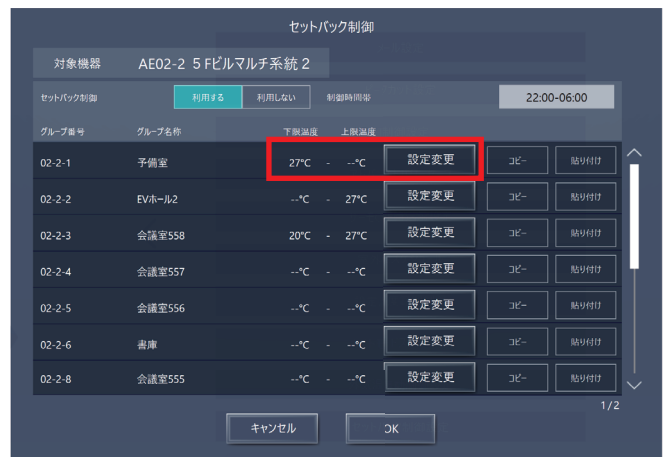 セットバック制御
対象機器 AE02-2 5Fビルマルチ系統2
セットバック制御 利用する 利用しない 制御時間帯 22:00-06:00
グループ番号 グループ名称 下限温度 上限温度
02-2-1 予備室 27℃ - --℃ 設定変更 コピー 貼り付け
02-2-2 EVホール2 --℃ - 27℃ 設定変更 コピー 貼り付け
02-2-3 会議室558 20℃ - 27℃ 設定変更 コピー 貼り付け
02-2-4 会議室557 --℃ - --℃ 設定変更 コピー 貼り付け
02-2-5 会議室556 --℃ - --℃ 設定変更 コピー 貼り付け
02-2-6 書庫 --℃ - --℃ 設定変更 コピー 貼り付け
02-2-8 会議室555 --℃ - --℃ 設定変更 コピー 貼り付け
1/2
キャンセル OK